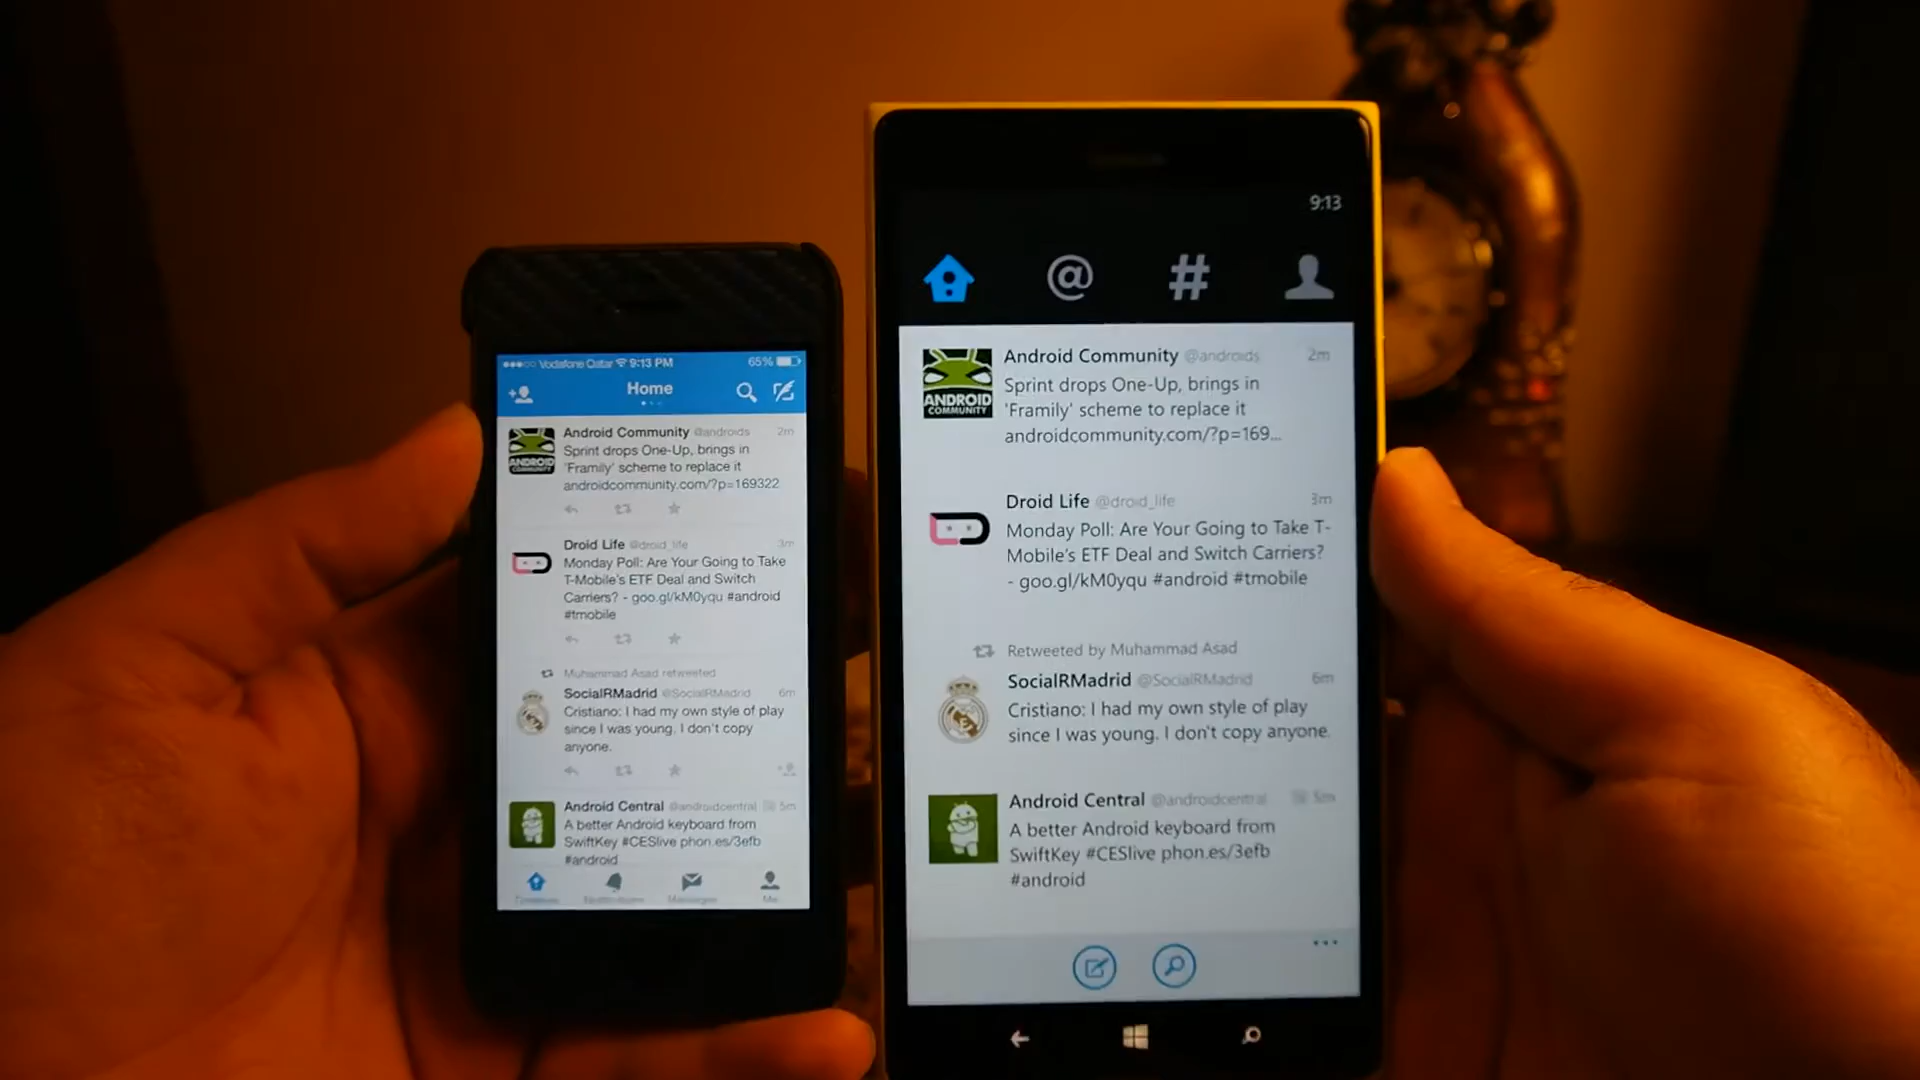 Vodafone Qatar 9:13 PM 65%
Home
Android Community @androids 2m
Sprint drops One-Up, brings in
'Framily' scheme to replace it
androidcommunity.com/?p=169322
ANDROID
COMMUNITY
Droid Life @droid_life 3m
Monday Poll: Are Your Going to Take
T-Mobile's ETF Deal and Switch
Carriers? - goo.gl/kM0yqu #android
#tmobile
Muhammad Asad retweeted
SocialRMadrid @SocialRMadrid 6m
Cristiano: I had my own style of play
since I was young. I don't copy
anyone.
Android Central @androidcentral 5m
A better Android keyboard from
SwiftKey #CESlive phon.es/3efb
#android
Timelines Notifications Messages Me
9:13
@ #
Android Community @androids 2m
Sprint drops One-Up, brings in
'Framily' scheme to replace it
androidcommunity.com/?p=169...
ANDROID
COMMUNITY
Droid Life @droid_life 3m
Monday Poll: Are Your Going to Take T-
Mobile's ETF Deal and Switch Carriers?
- goo.gl/kM0yqu #android #tmobile
Retweeted by Muhammad Asad
SocialRMadrid @SocialRMadrid 6m
Cristiano: I had my own style of play
since I was young. I don't copy anyone.
Android Central @androidcentral 5m
A better Android keyboard from
SwiftKey #CESlive phon.es/3efb
#android